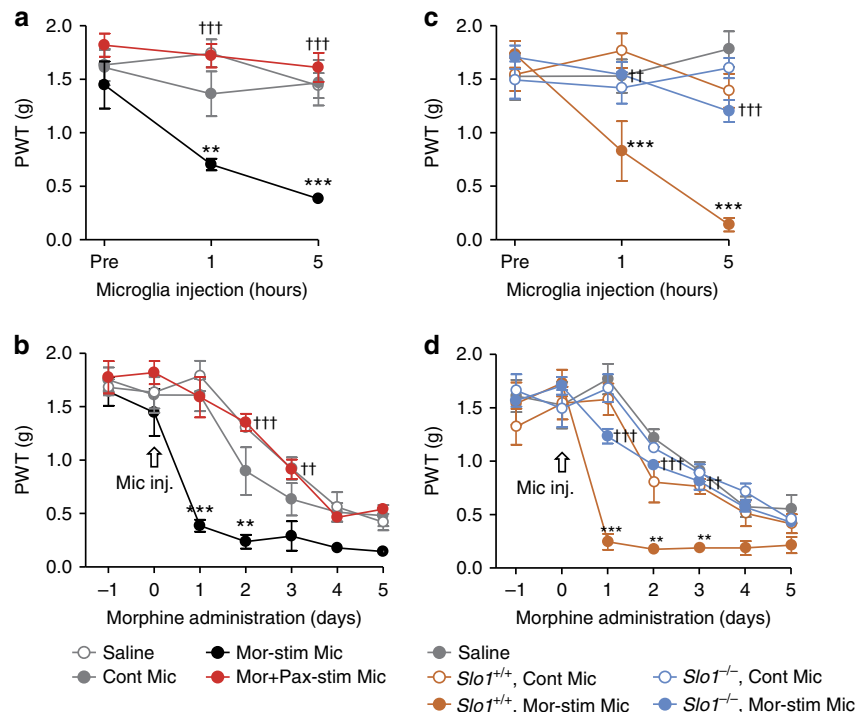 a
PWT (g)
2.0
1.5
1.0
0.5
0.0
†††
†††
**
***
Pre
1
5
Microglia injection (hours)
c
PWT (g)
2.0
1.5
1.0
0.5
0.0
††
†††
***
***
Pre
1
5
Microglia injection (hours)
b
PWT (g)
2.0
1.5
1.0
0.5
0.0
Mic inj.
†††
††
***
**
–1
0
1
2
3
4
5
Morphine administration (days)
d
PWT (g)
2.0
1.5
1.0
0.5
0.0
Mic inj.
†††
†††
††
***
**
**
–1
0
1
2
3
4
5
Morphine administration (days)
Saline
Mor-stim Mic
Cont Mic
Mor+Pax-stim Mic
Saline
Slo1+/+, Cont Mic
Slo1–/–, Cont Mic
Slo1+/+, Mor-stim Mic
Slo1–/–, Mor-stim Mic